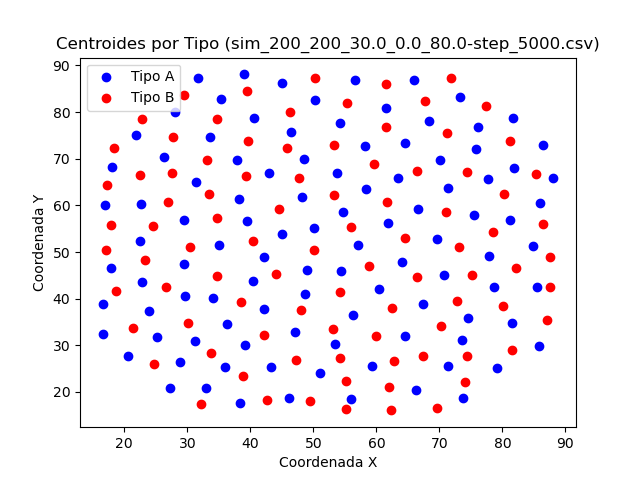 Centroides por Tipo (sim_200_200_30.0_0.0_80.0-step_5000.csv)
Tipo A
Tipo B
Coordenada Y
90
80
70
60
50
40
30
20
20 30 40 50 60 70 80 90
Coordenada X